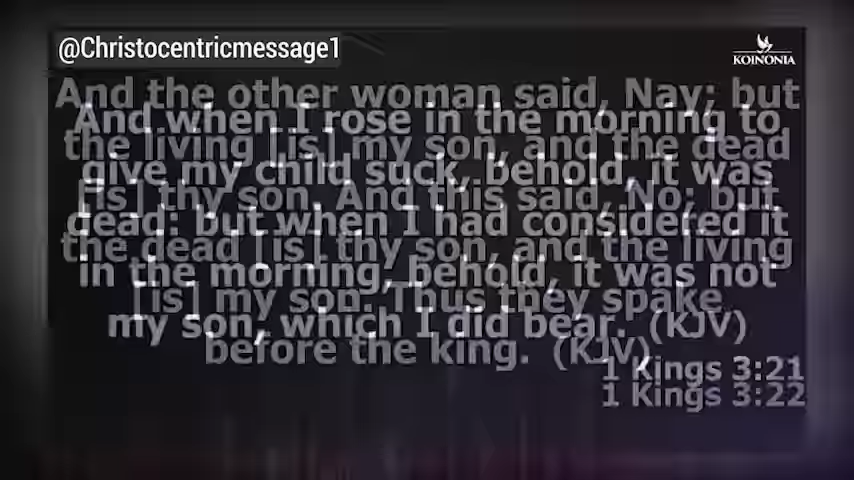 @Christocentricmessage1
KOINONIA
And the other woman said, Nay; but
And when I rose in the morning to
the living [is] my son, and the dead
give my child suck, behold, it was
[is] thy son. And this said, No; but
dead: but when I had considered it
the dead [is] thy son, and the living
in the morning, behold, it was not
[is] my son. Thus they spake
my son, which I did bear. (KJV)
before the king. (KJV)
1 Kings 3:21
1 Kings 3:22